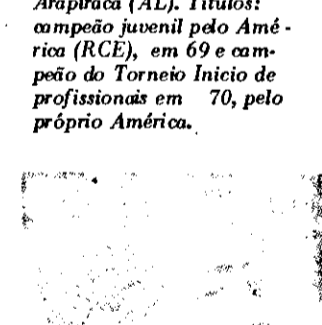 Arapiraca (AL). Títulos:
campeão juvenil pelo Amé-
rica (RCE), em 69 e cam-
peão do Torneio Inicio de
profissionais em 70, pelo
próprio América.